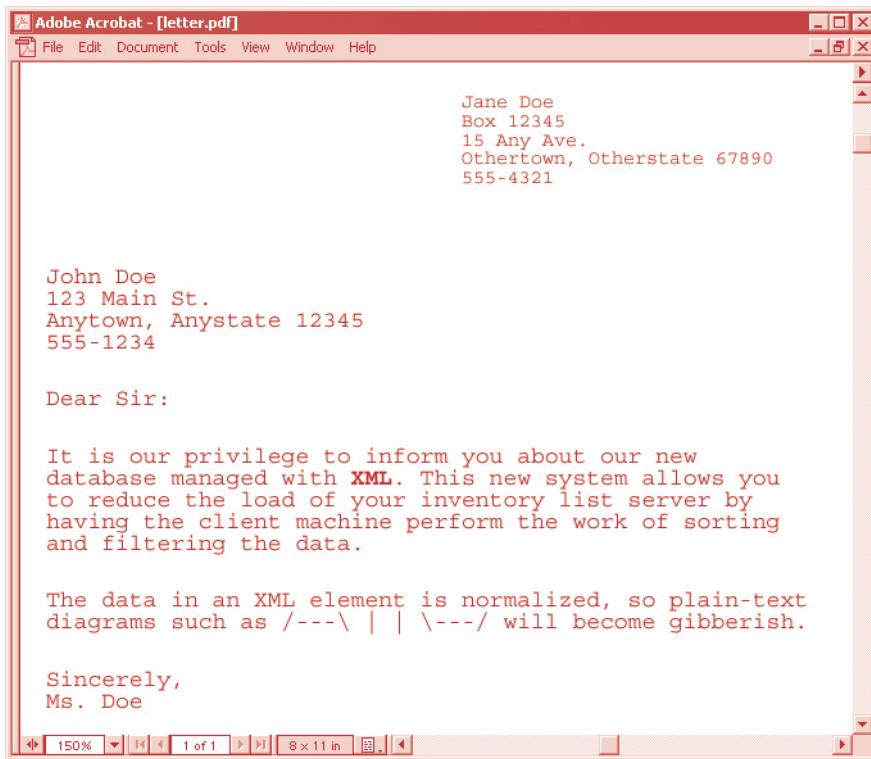 Adobe Acrobat - [letter.pdf]
File Edit Document Tools View Window Help
Jane Doe
Box 12345
15 Any Ave.
Othertown, Otherstate 67890
555-4321
John Doe
123 Main St.
Anytown, Anystate 12345
555-1234
Dear Sir:
It is our privilege to inform you about our new
database managed with XML. This new system allows you
to reduce the load of your inventory list server by
having the client machine perform the work of sorting
and filtering the data.
The data in an XML element is normalized, so plain-text
diagrams such as /---\ | | \---/ will become gibberish.
Sincerely,
Ms. Doe
150% 1 of 1 8 × 11 in